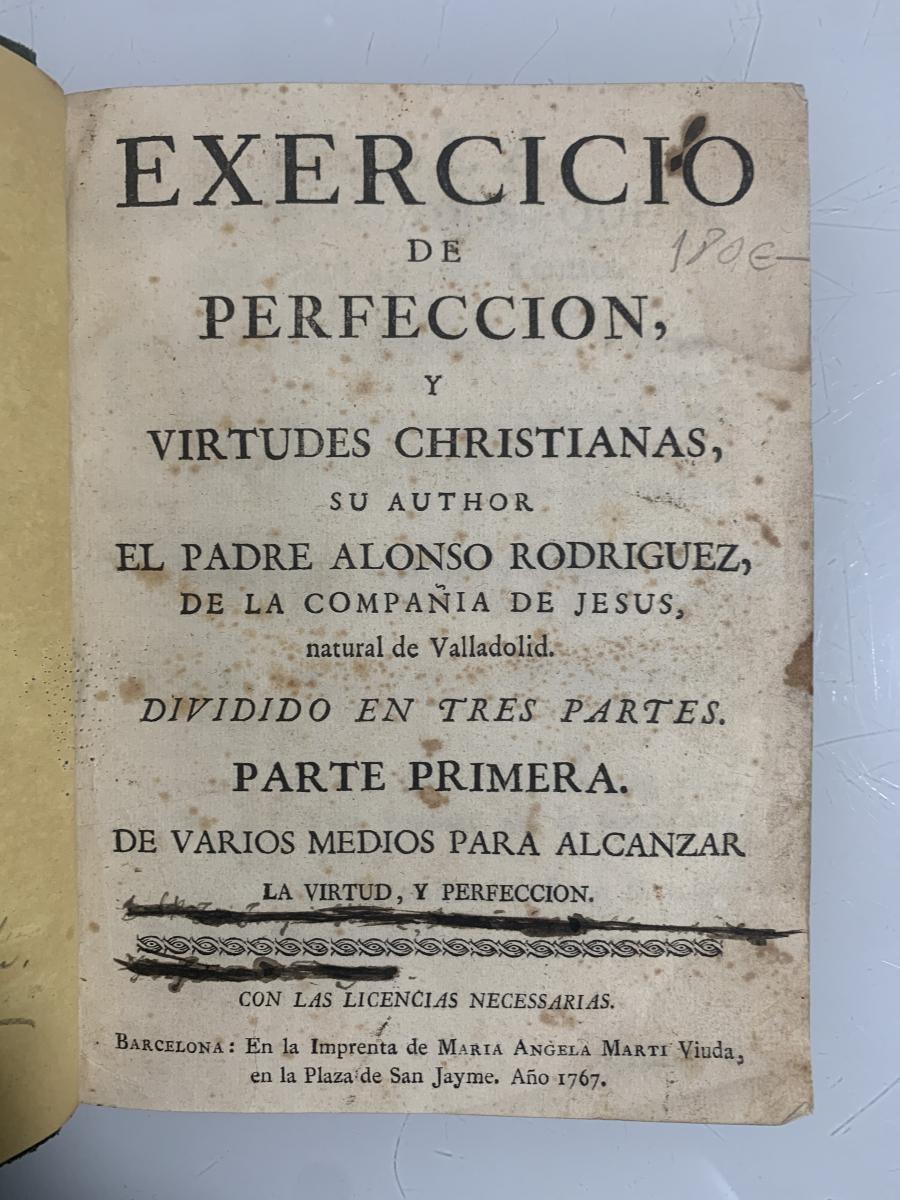 EXERCICIO
DE
180€
PERFECCION,
Y
VIRTUDES CHRISTIANAS,
SU AUTHOR
EL PADRE ALONSO RODRIGUEZ,
DE LA COMPAÑIA DE JESUS,
natural de Valladolid.
DIVIDIDO EN TRES PARTES.
PARTE PRIMERA.
DE VARIOS MEDIOS PARA ALCANZAR
LA VIRTUD, Y PERFECCION.
CON LAS LICENCIAS NECESSARIAS.
BARCELONA: En la Imprenta de MARIA ANGELA MARTI Viuda,
en la Plaza de San Jayme. Año 1767.